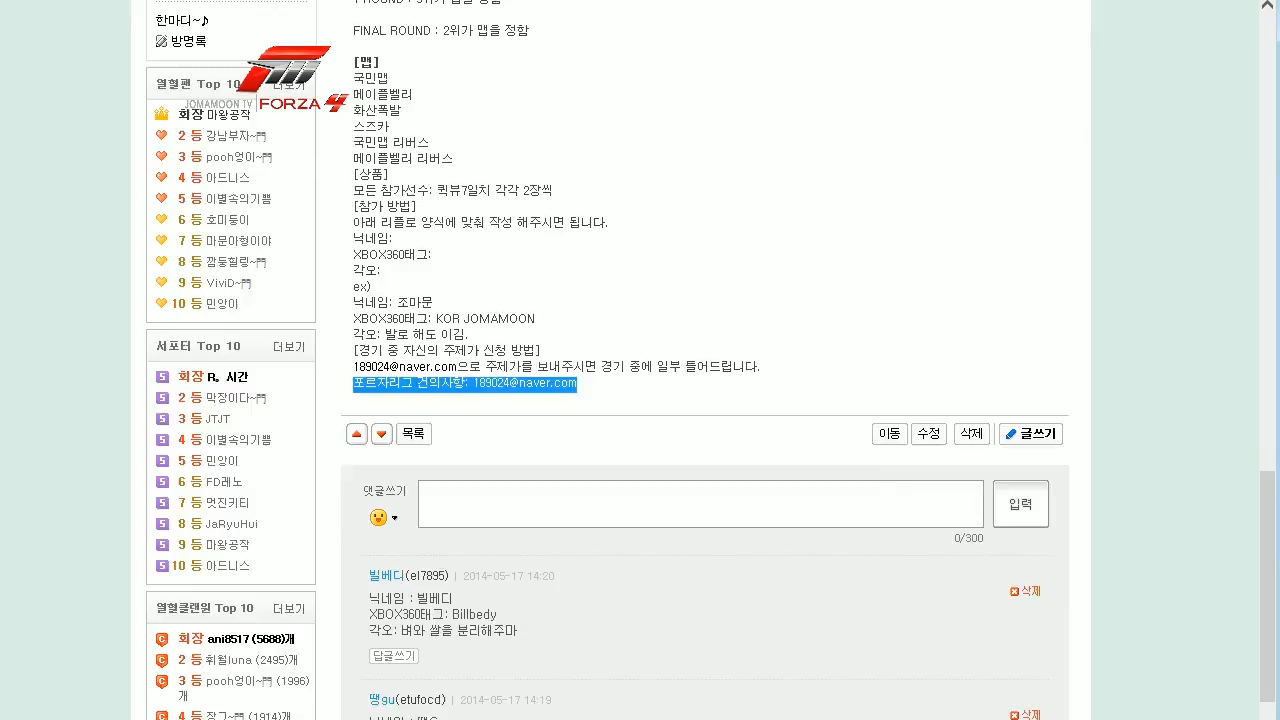 한마디~♪
방명록
열혈팬 Top 10
더보기
회장 마왕공작
2 등 강남부자~門
3 등 pooh엉이~門
4 등 아드니스
5 등 이별속의기쁨
6 등 호미둥이
7 등 마문아형이야
8 등 깜둥힐링~門
9 등 ViviD~門
10 등 민앙이
서포터 Top 10
더보기
회장 R。시간
2 등 막장이다~門
3 등 JTJT
4 등 이별속의기쁨
5 등 민앙이
6 등 FD레노
7 등 멋진키티
8 등 JaRyuHui
9 등 마왕공작
10 등 아드니스
열혈클랜원 Top 10
더보기
회장 ani8517 (5688)개
2 등 휘월luna (2495)개
3 등 pooh엉이~門 (1996)
개
4 등 장그~門 (1914)개
JOMAMOON TV
FORZA 4
FINAL ROUND : 2위가 맵을 정함
[맵]
국민맵
메이플벨리
화산폭발
스즈카
국민맵 리버스
메이플벨리 리버스
[상품]
모든 참가선수: 퀵뷰7일치 각각 2장씩
[참가 방법]
아래 리플로 양식에 맞춰 작성 해주시면 됩니다.
닉네임:
XBOX360태그:
각오:
ex)
닉네임: 조마문
XBOX360태그: KOR JOMAMOON
각오: 발로 해도 이김.
[경기 중 자신의 주제가 신청 방법]
189024@naver.com으로 주제가를 보내주시면 경기 중에 일부 틀어드립니다.
포르자리그 건의사항: 189024@naver.com
목록
이동
수정
삭제
글쓰기
댓글쓰기
입력
0/300
빌베디(el7895) | 2014-05-17 14:20
삭제
닉네임 : 빌베디
XBOX360태그: Billbedy
각오: 벼와 쌀을 분리해주마
답글쓰기
땡gu(etufocd) | 2014-05-17 14:19
삭제